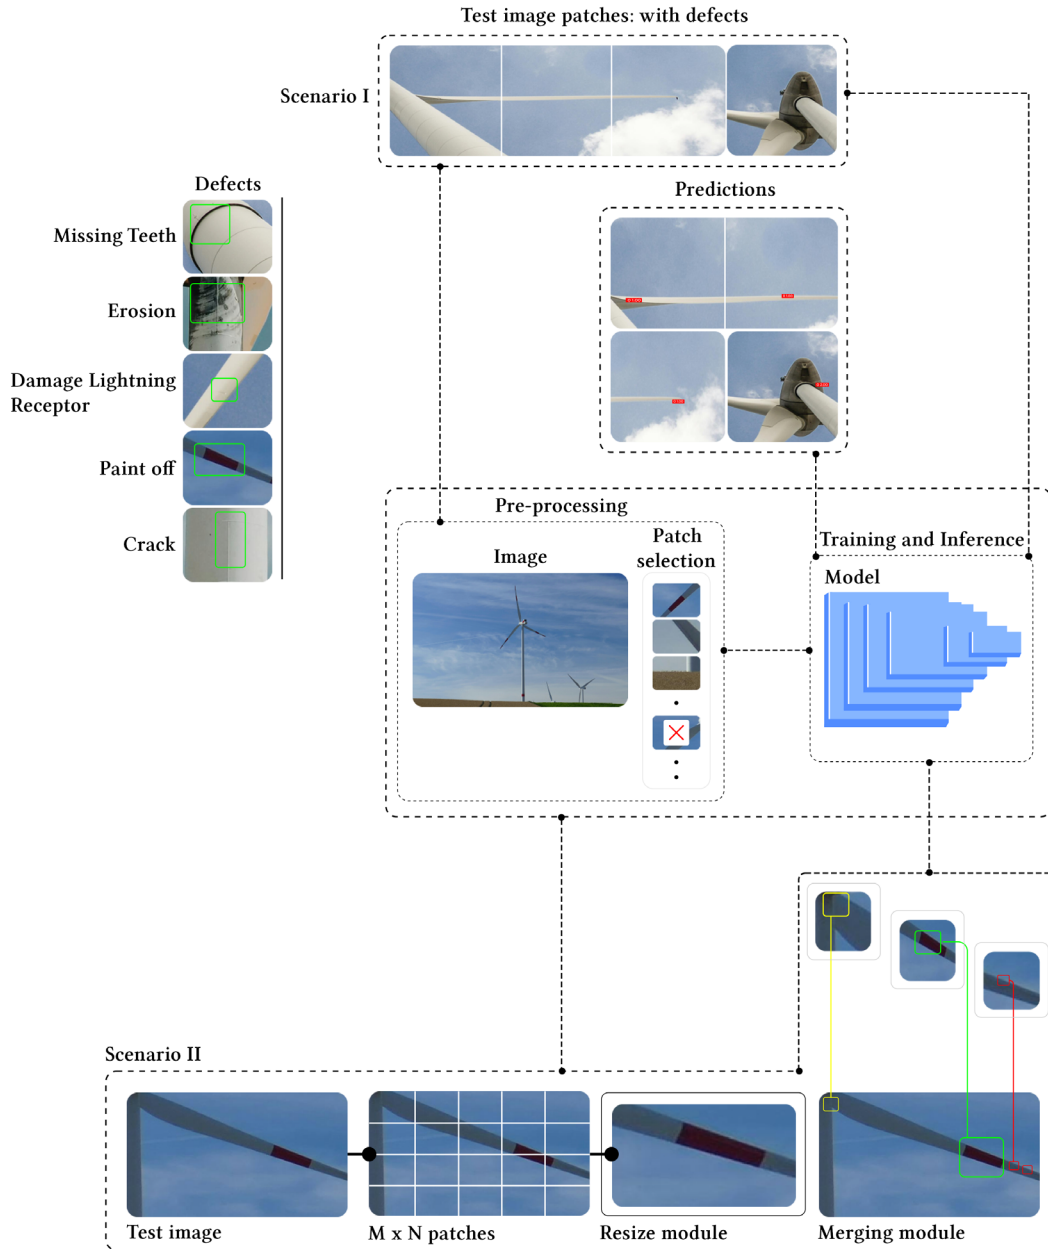 Test image patches: with defects
Scenario I
Defects
Missing Teeth
Erosion
Damage Lightning
Receptor
Paint off
Crack
Predictions
Pre-processing
Image
Patch
selection
Training and Inference
Model
Scenario II
Test image
M x N patches
Resize module
Merging module